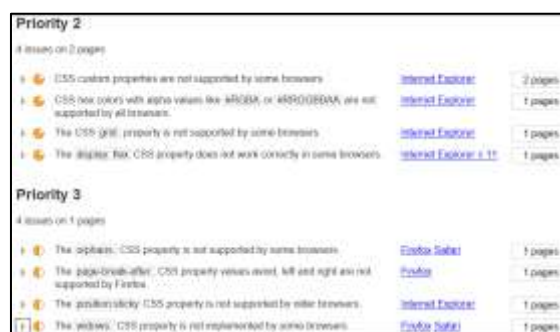 Priority 2
4 issues on 2 pages
CSS custom properties are not supported by some browsers. Internet Explorer 2 pages
CSS hex colors with alpha values like #RGBA or #RRGGBBAA are not Internet Explorer 1 pages
supported by all browsers.
The CSS grid property is not supported by some browsers. Internet Explorer 1 pages
The display: flex CSS property does not work correctly in some browsers. Internet Explorer ≤ 11 1 pages
Priority 3
4 issues on 1 pages
The orphans: CSS property is not supported by some browsers. Firefox Safari 1 pages
The page-break-after: CSS property values avoid, left and right are not Firefox 1 pages
supported by Firefox.
The position:sticky CSS property is not supported by older browsers. Internet Explorer 1 pages
The widows: CSS property is not implemented by some browsers. Firefox Safari 1 pages